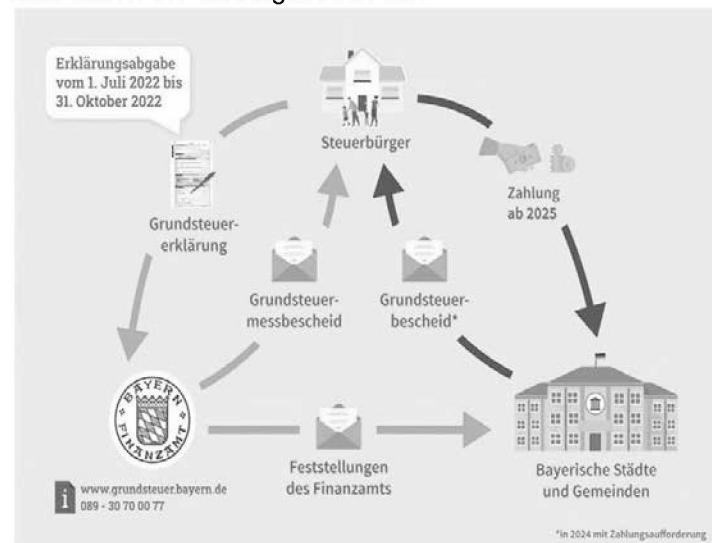 Erklärungsabgabe
vom 1. Juli 2022 bis
31. Oktober 2022
Steuerbürger
Zahlung
ab 2025
Grundsteuer-
erklärung
Grundsteuer-
messbescheid
Grundsteuer-
bescheid*
BAYERN
FINANZAMT
Feststellungen
des Finanzamts
Bayerische Städte
und Gemeinden
i www.grundsteuer.bayern.de
089 - 30 70 00 77
*in 2024 mit Zahlungsaufforderung